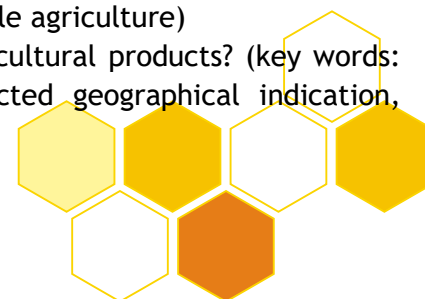 le agriculture)
cultural products? (key words:
cted geographical indication,